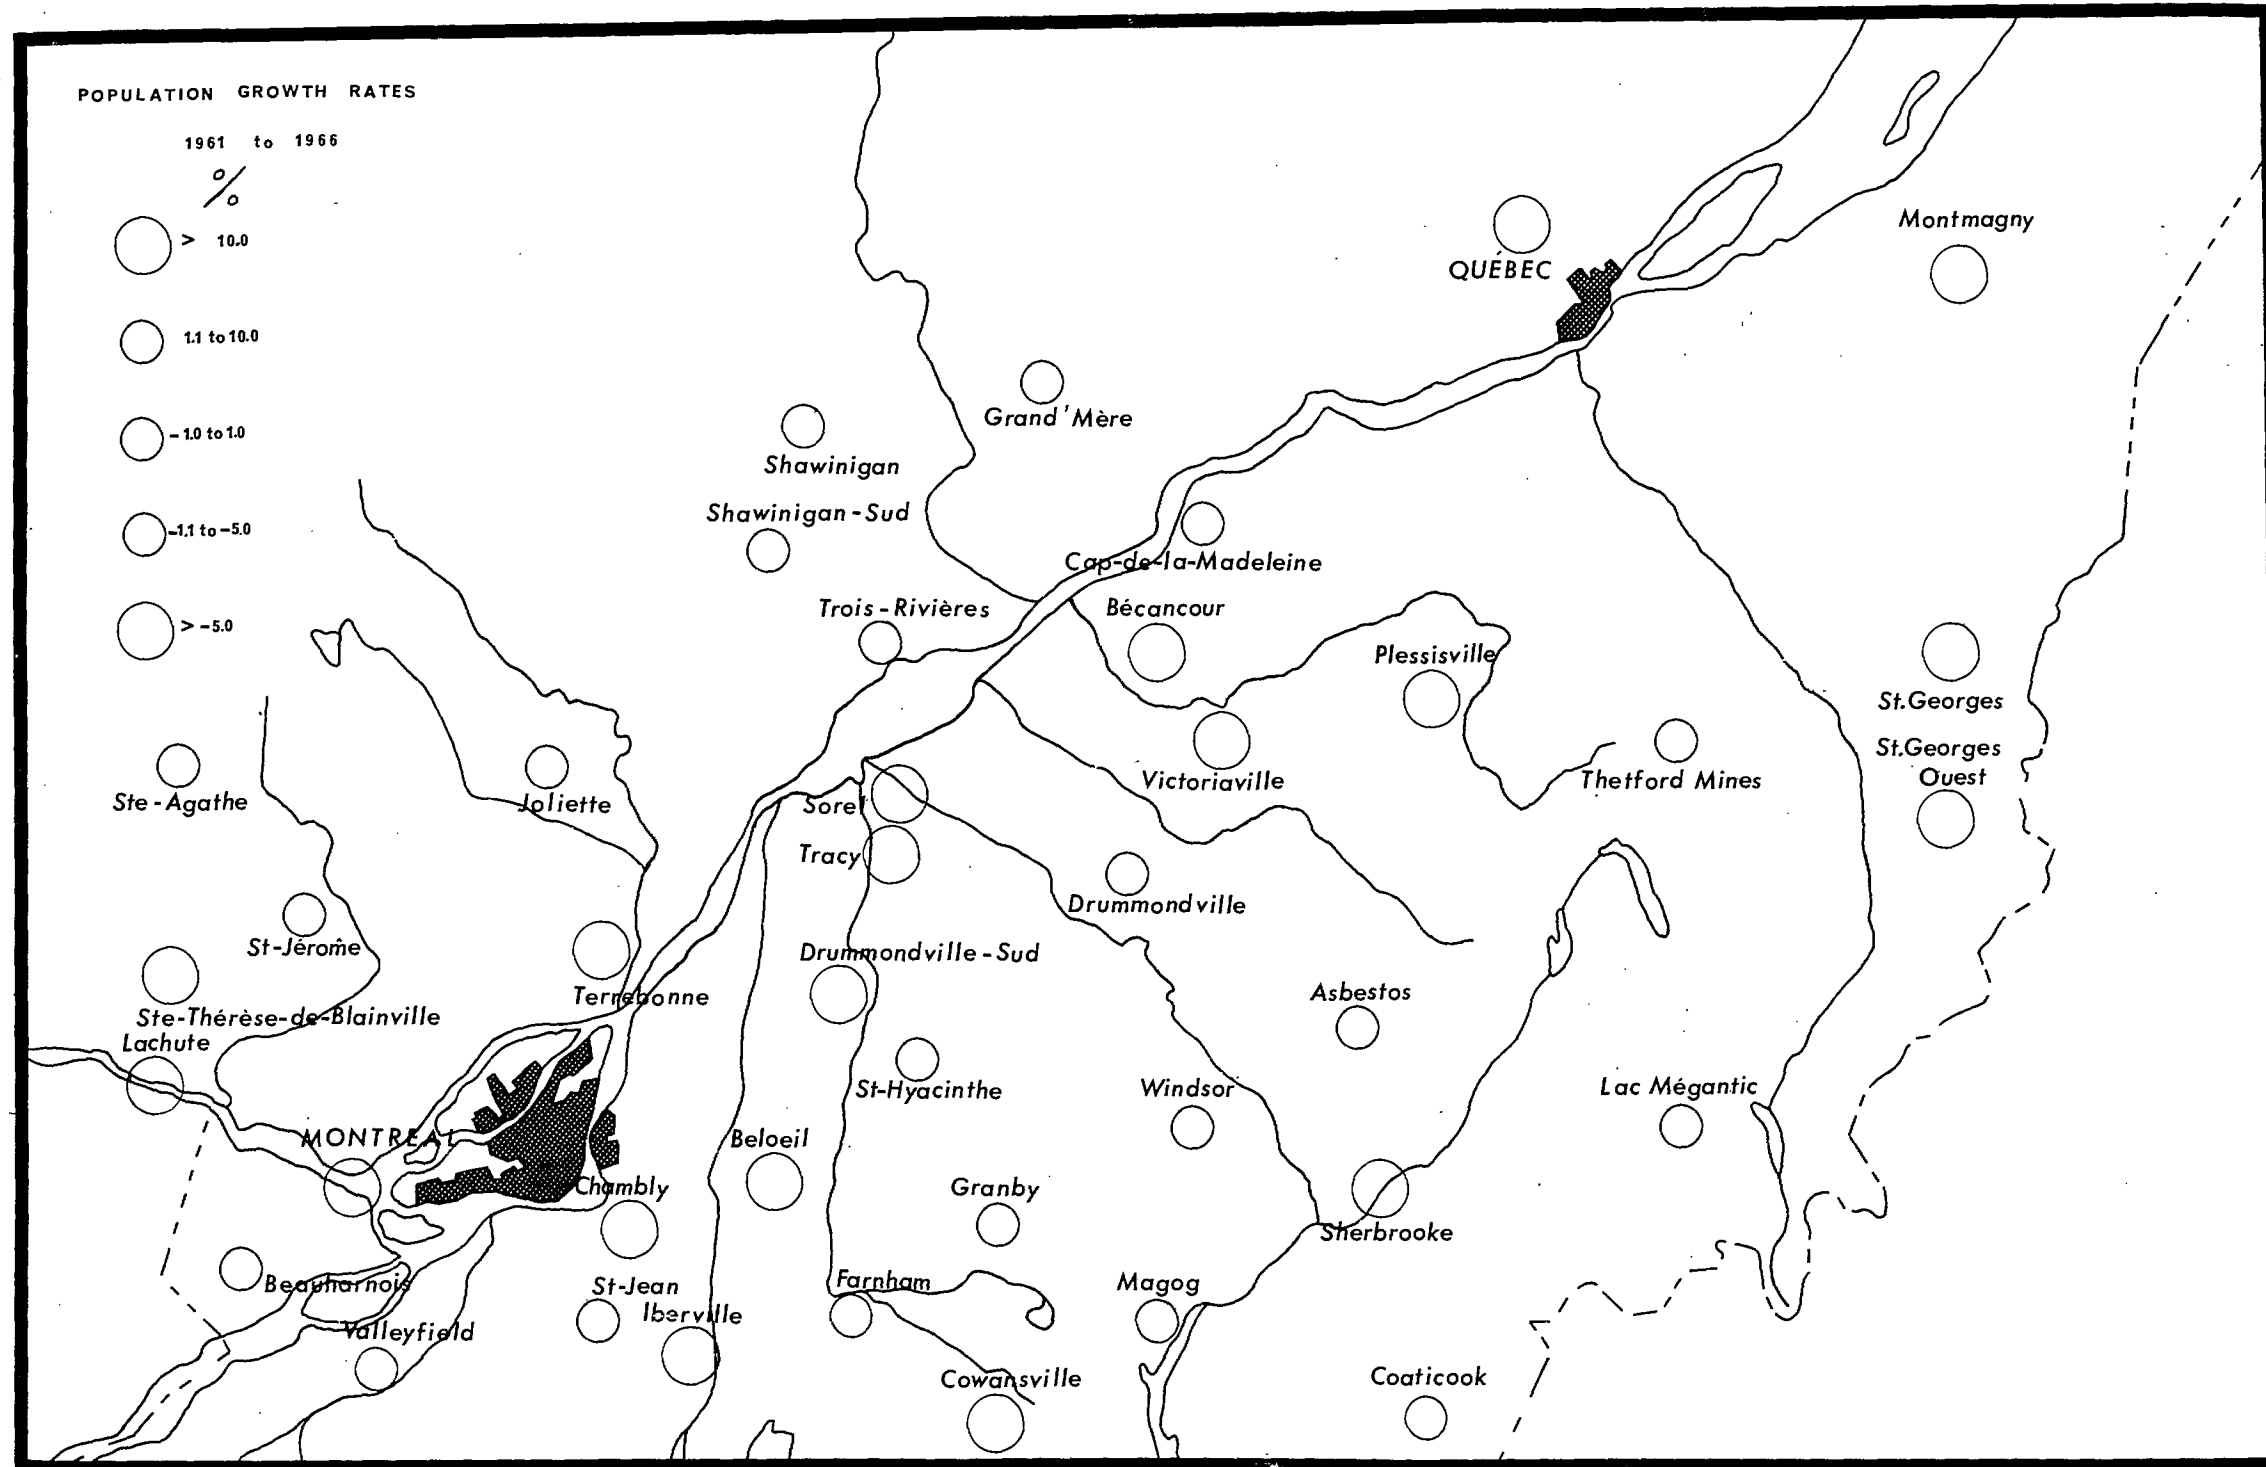 POPULATION GROWTH RATES
1961 to 1966
%
> 10.0
1.1 to 10.0
-1.0 to 1.0
-1.1 to -5.0
> -5.0
QUÉBEC
Montmagny
Grand'Mère
Shawinigan
Shawinigan-Sud
Cap-de-la-Madeleine
Trois-Rivières
Bécancour
Plessisville
St.Georges
St.Georges
Ouest
Victoriaville
Thetford Mines
Ste-Agathe
Joliette
Sorel
Tracy
Drummondville
St-Jérome
Drummondville-Sud
Terrebonne
Asbestos
Ste-Thérèse-de-Blainville
Lachute
St-Hyacinthe
Windsor
Lac Mégantic
MONTREAL
Beloeil
Chambly
Granby
Sherbrooke
Beauharnois
St-Jean
Iberville
Farnham
Magog
Valleyfield
Cowansville
Coaticook